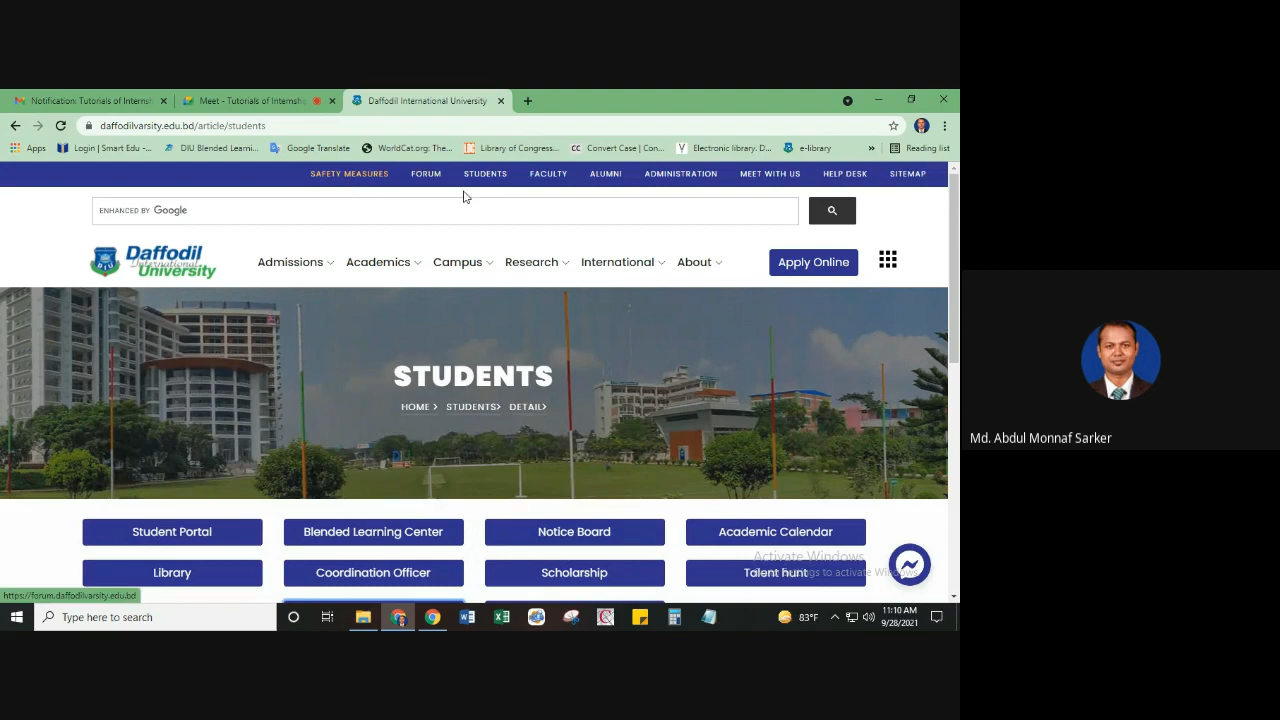 Notification: Tutorials of Internsh
Meet - Tutorials of Internship
Daffodil International University
daffodilvarsity.edu.bd/article/students
Apps
Login | Smart Edu -...
DIU Blended Learni...
Google Translate
WorldCat.org: The...
Library of Congress...
Convert Case | Con...
Electronic library. D...
e-library
»
Reading list
SAFETY MEASURES
FORUM
STUDENTS
FACULTY
ALUMNI
ADMINISTRATION
MEET WITH US
HELP DESK
SITEMAP
ENHANCED BY Google
Daffodil
International
University
Admissions
Academics
Campus
Research
International
About
Apply Online
STUDENTS
HOME > STUDENTS> DETAIL>
Student Portal
Blended Learning Center
Notice Board
Academic Calendar
Activate Windows
Library
Coordination Officer
Scholarship
Talent Hunt
to activate Windows
https://forum.daffodilvarsity.edu.bd
Type here to search
83°F
11:10 AM
9/28/2021
Md. Abdul Monnaf Sarker